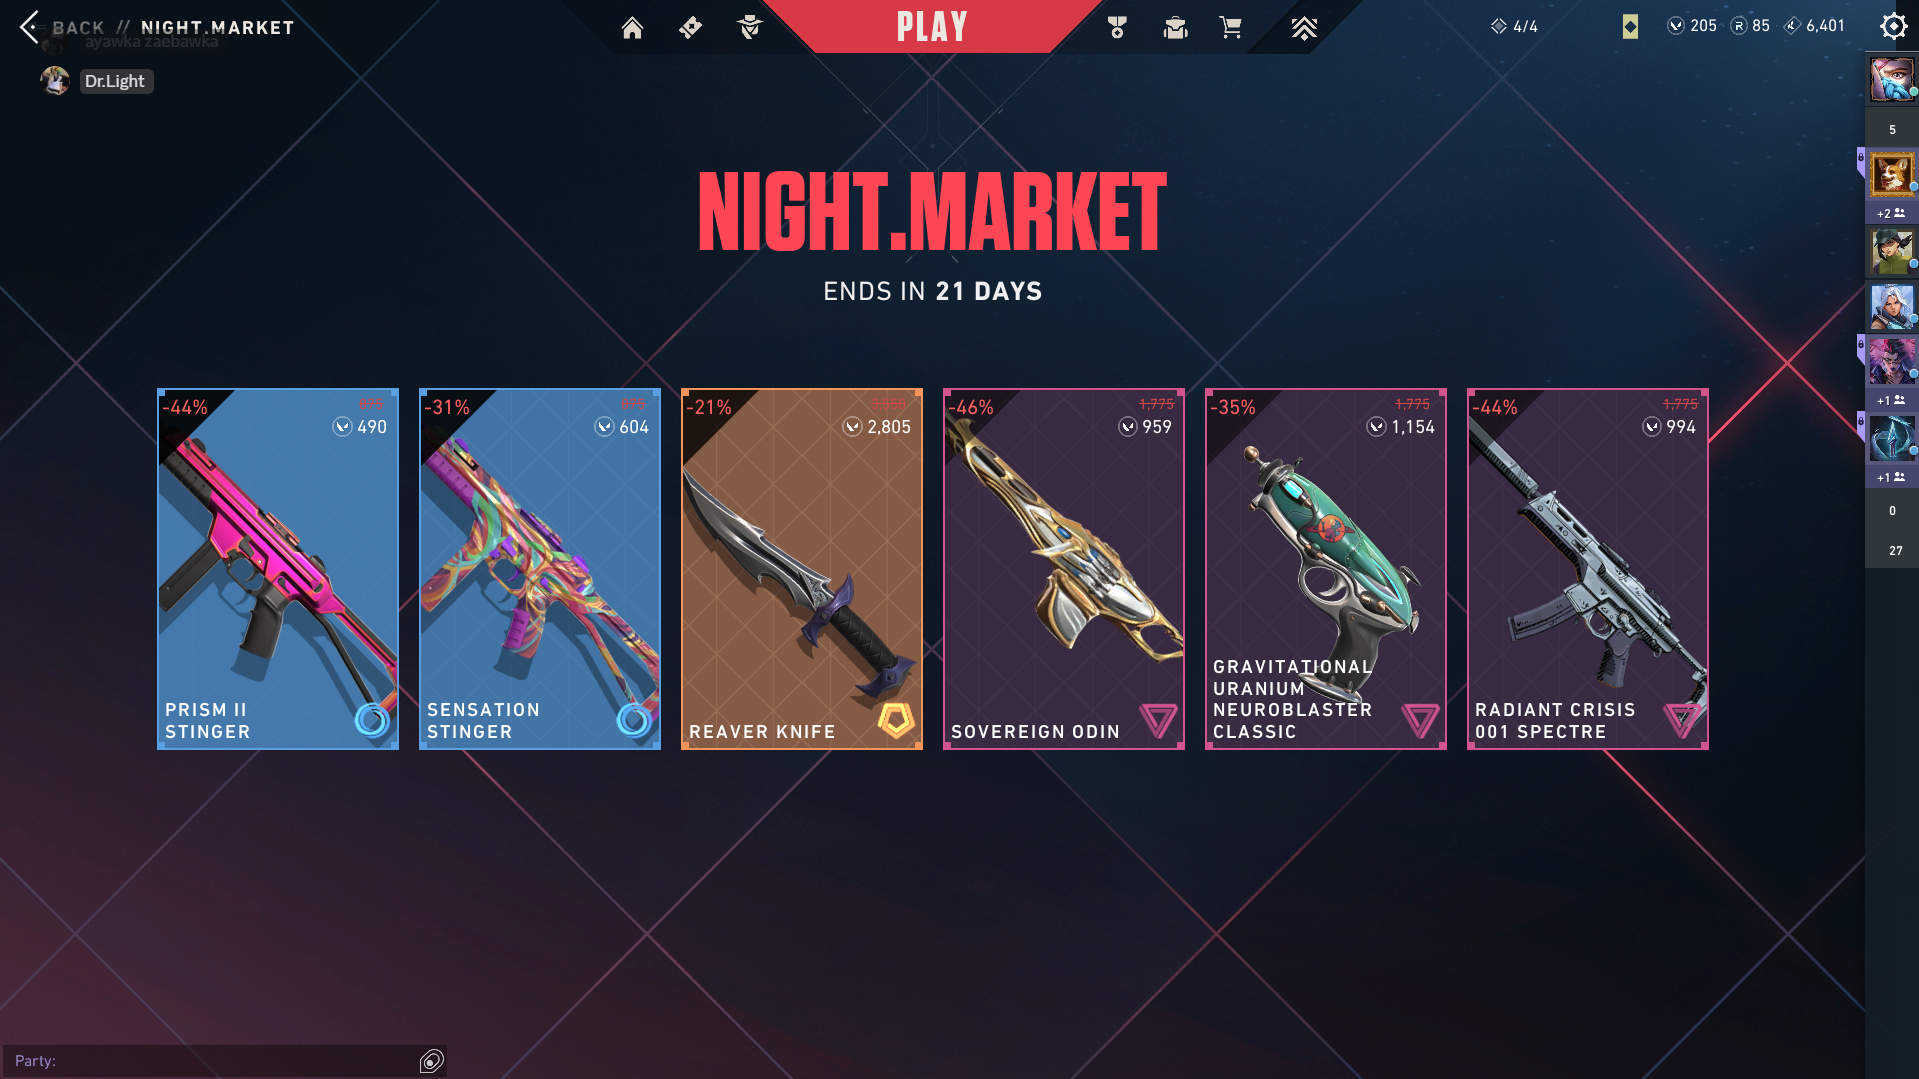 BACK // NIGHT.MARKET
ayawka zaebawka
Dr.Light
PLAY
4/4
205
85
6,401
5
+2
+1
+1
0
27
NIGHT.MARKET
ENDS IN 21 DAYS
-44%
875
490
PRISM II
STINGER
-31%
875
604
SENSATION
STINGER
-21%
3,550
2,805
REAVER KNIFE
-46%
1,775
959
SOVEREIGN ODIN
-35%
1,775
1,154
GRAVITATIONAL
URANIUM
NEUROBLASTER
CLASSIC
-44%
1,775
994
RADIANT CRISIS
001 SPECTRE
Party: